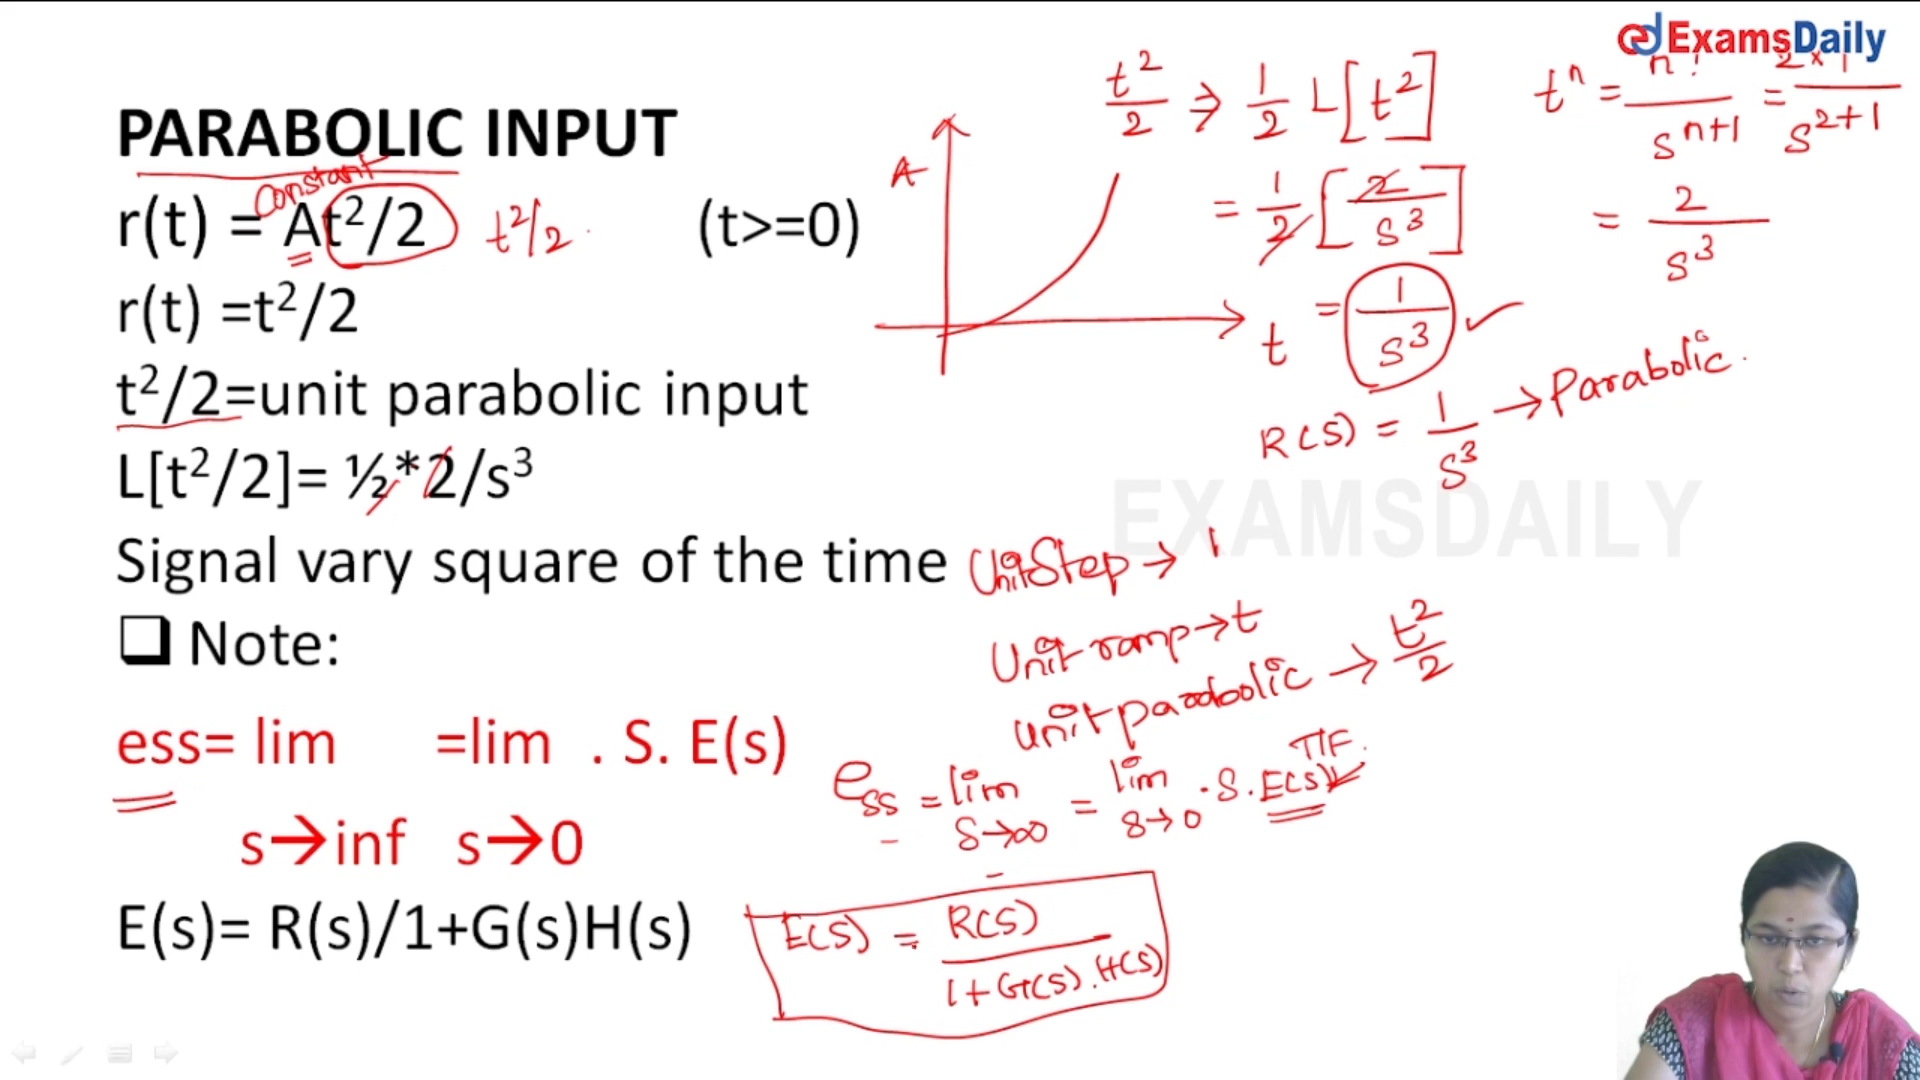 ExamsDaily
PARABOLIC INPUT
Constant
r(t) = At²/2 t²/2 (t>=0)
r(t) =t²/2
t²/2=unit parabolic input
L[t²/2]= ½*2/s³
Signal vary square of the time
❑ Note:
ess= lim =lim . S. E(s)
s→inf s→0
E(s)= R(s)/1+G(s)H(s)
A
t
t²/2 ⇒ 1/2 L[t²]
= 1/2 [2/s³]
= 1/s³ ✓
tⁿ = n!/s^(n+1) = 2×1/s^(2+1)
= 2/s³
R(S) = 1/s³ → Parabolic.
EXAMSDAILY
Unit Step → 1
Unit ramp → t
Unit parabolic → t²/2
T/F.
ess = lim = lim . S. E(S)
S→∞ S→0
E(S) = R(S)/1+G(S).H(S)